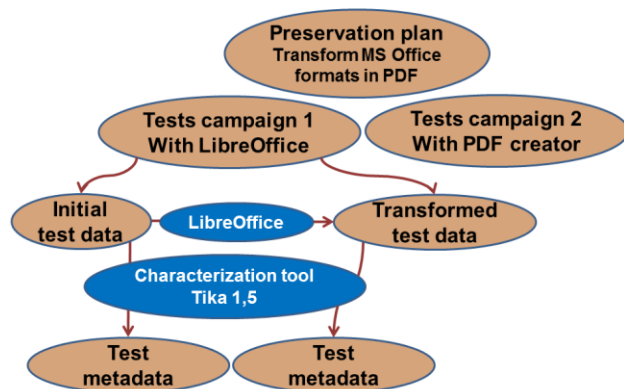 Preservation plan
Transform MS Office
formats in PDF
Tests campaign 1
With LibreOffice
Tests campaign 2
With PDF creator
Initial
test data
LibreOffice
Transformed
test data
Characterization tool
Tika 1,5
Test
metadata
Test
metadata